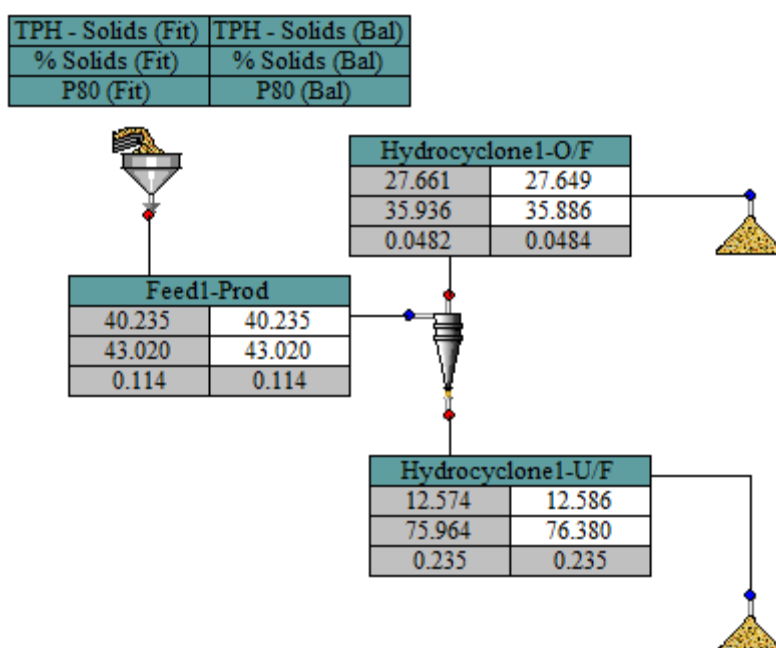 TPH - Solids (Fit) TPH - Solids (Bal)
% Solids (Fit) % Solids (Bal)
P80 (Fit) P80 (Bal)
Hydrocyclone1-O/F
27.661 27.649
35.936 35.886
0.0482 0.0484
Feed1-Prod
40.235 40.235
43.020 43.020
0.114 0.114
Hydrocyclone1-U/F
12.574 12.586
75.964 76.380
0.235 0.235